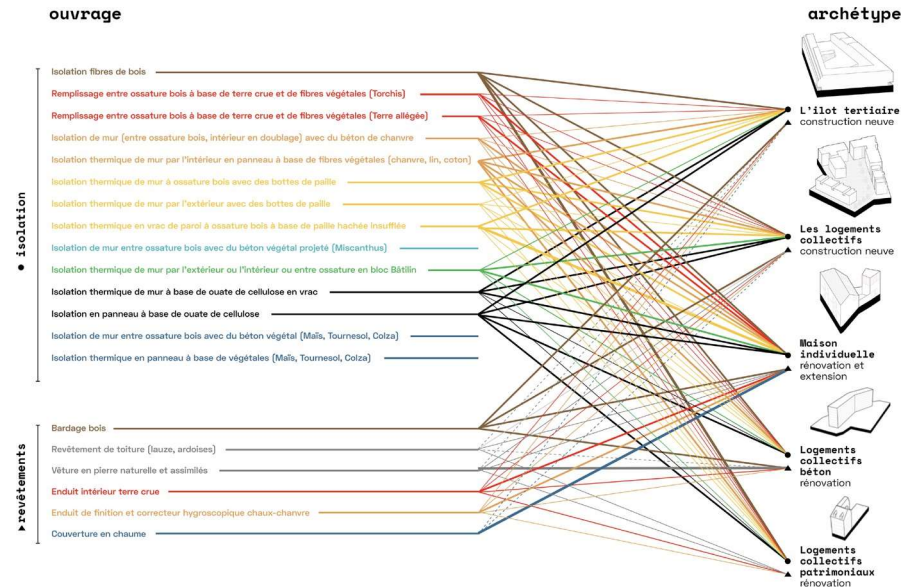 ouvrage
archétype
isolation
Isolation fibres de bois
Remplissage entre ossature bois à base de terre crue et de fibres végétales (Torchis)
Remplissage entre ossature bois à base de terre crue et de fibres végétales (Terre allégée)
Isolation de mur (entre ossature bois, intérieur en doublage) avec du béton de chanvre
Isolation thermique de mur par l'intérieur en panneau à base de fibres végétales (chanvre, lin, coton)
Isolation thermique de mur à ossature bois avec des bottes de paille
Isolation thermique de mur par l'extérieur avec des bottes de paille
Isolation thermique en vrac de paroi à ossature bois à base de paille hachée insufflée
Isolation de mur entre ossature bois avec du béton végétal projeté (Miscanthus)
Isolation thermique de mur par l'extérieur ou l'intérieur ou entre ossature en bloc Bâtilin
Isolation thermique de mur à base de ouate de cellulose en vrac
Isolation en panneau à base de ouate de cellulose
Isolation de mur entre ossature bois avec du béton végétal (Maïs, Tournesol, Colza)
Isolation thermique en panneau à base de végétales (Maïs, Tournesol, Colza)
revêtements
Bardage bois
Revêtement de toiture (lauze, ardoises)
Vêture en pierre naturelle et assimilés
Enduit intérieur terre crue
Enduit de finition et correcteur hygroscopique chaux-chanvre
Couverture en chaume
L'ilot tertiaire
construction neuve
Les logements
collectifs
construction neuve
Maison
individuelle
rénovation et
extension
Logements
collectifs
béton
rénovation
Logements
collectifs
patrimoniaux
rénovation